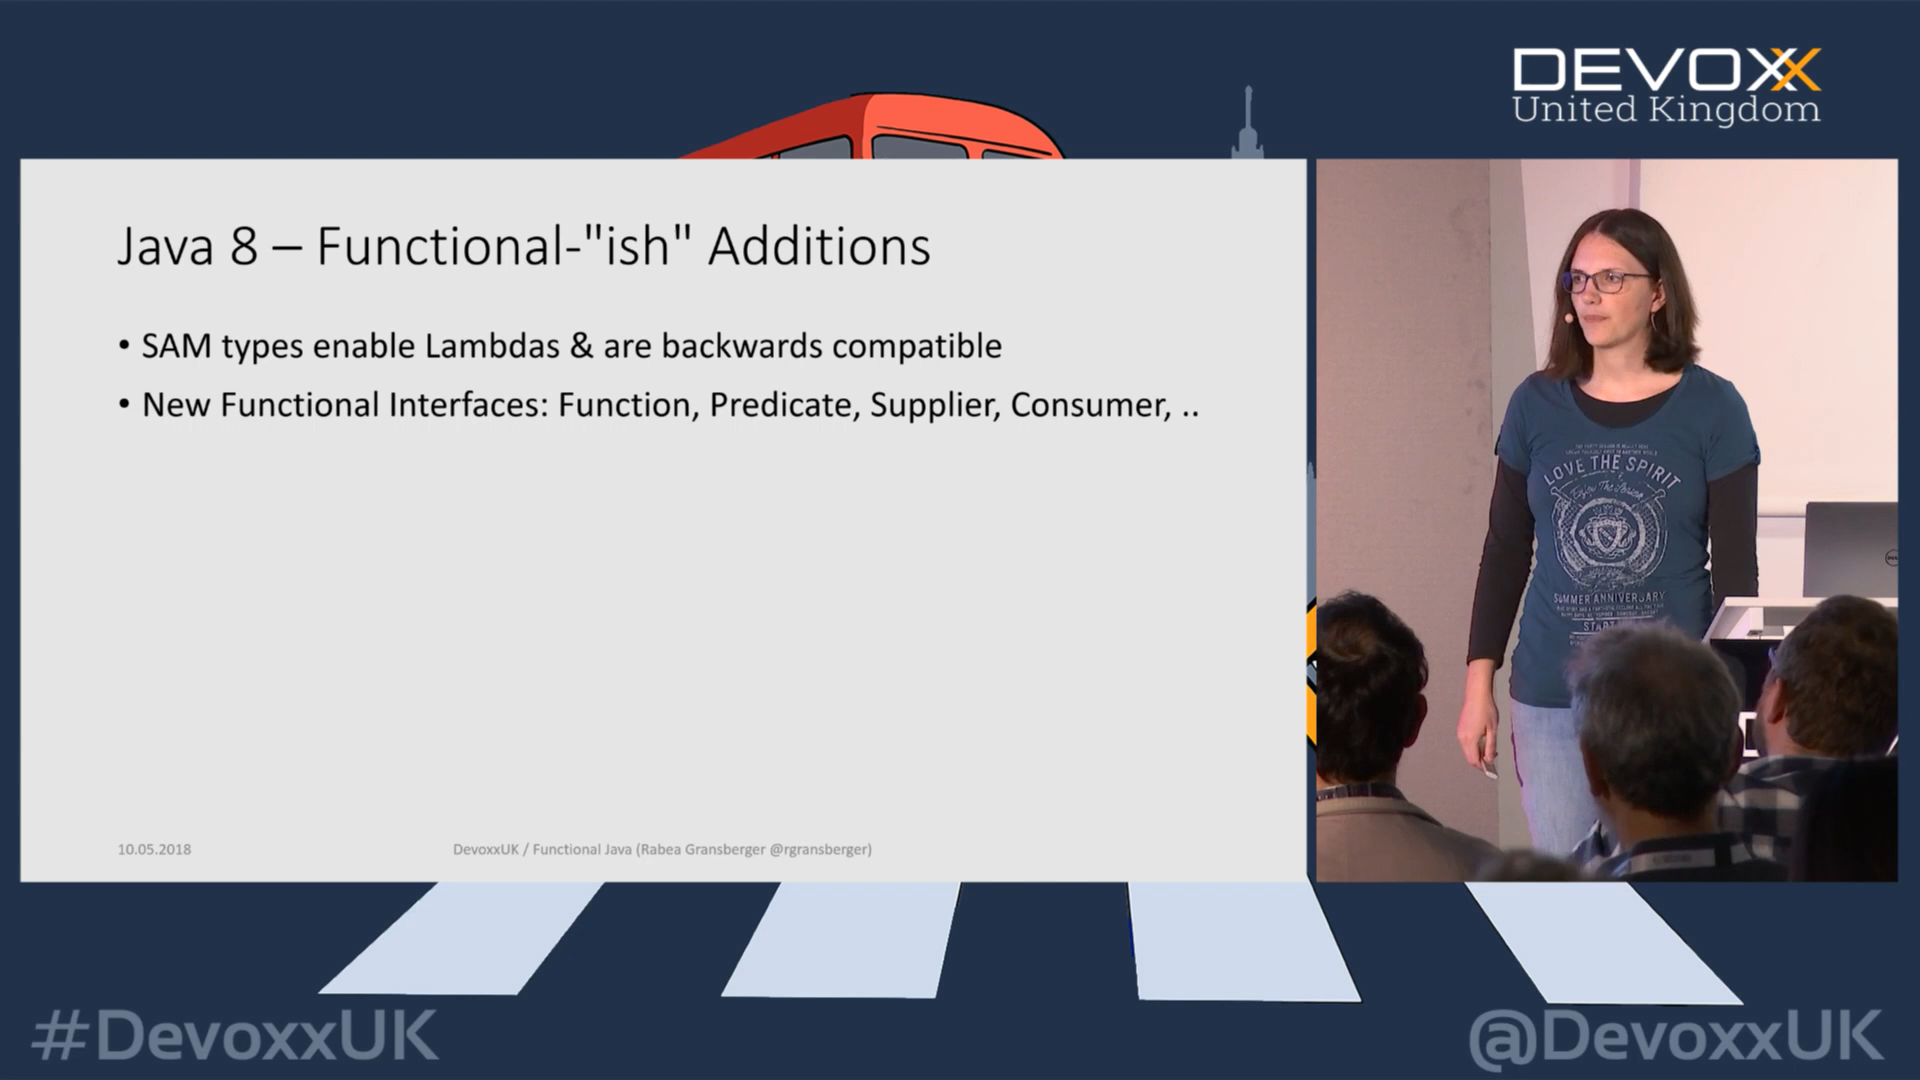 DEVOXX
United Kingdom
Java 8 – Functional-"ish" Additions
• SAM types enable Lambdas & are backwards compatible
• New Functional Interfaces: Function, Predicate, Supplier, Consumer, ..
10.05.2018
DevoxxUK / Functional Java (Rabea Gransberger @rgransberger)
LOVE THE SPIRIT
SUMMER ANNIVERSARY
#DevoxxUK
@DevoxxUK